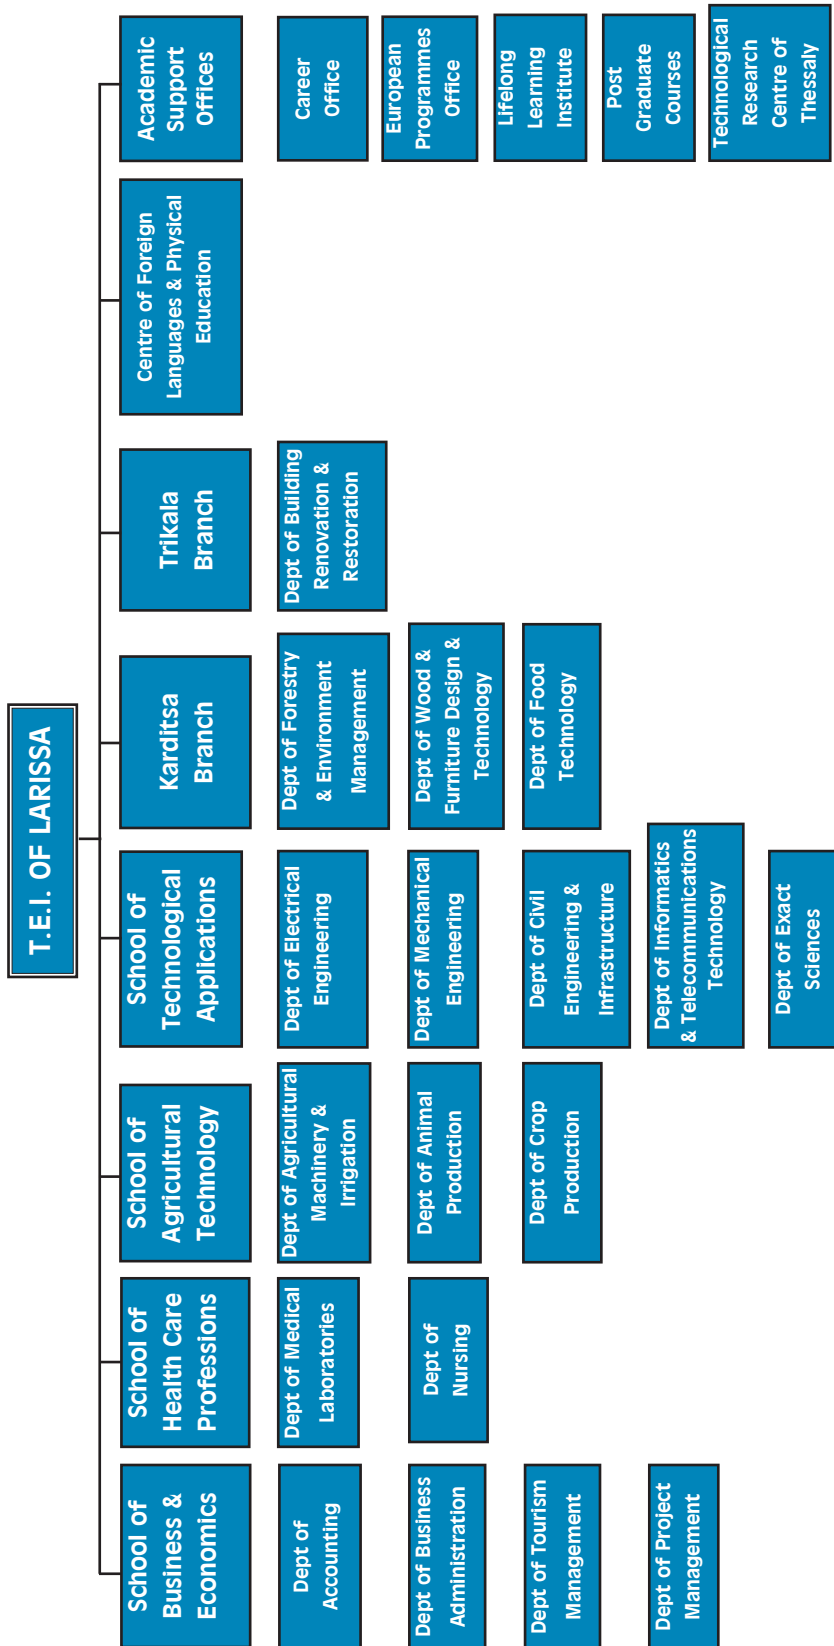 T.E.I. OF LARISSA
School of
Business &
Economics
School of
Health Care
Professions
School of
Agricultural
Technology
School of
Technological
Applications
Karditsa
Branch
Trikala
Branch
Centre of Foreign
Languages & Physical
Education
Academic
Support
Offices
Dept of
Accounting
Dept of Business
Administration
Dept of Tourism
Management
Dept of Project
Management
Dept of Medical
Laboratories
Dept of
Nursing
Dept of Agricultural
Machinery &
Irrigation
Dept of Animal
Production
Dept of Crop
Production
Dept of Electrical
Engineering
Dept of Mechanical
Engineering
Dept of Civil
Engineering &
Infrastructure
Dept of Informatics
& Telecommunications
Technology
Dept of Exact
Sciences
Dept of Forestry
& Environment
Management
Dept of Wood &
Furniture Design &
Technology
Dept of Food
Technology
Dept of Building
Renovation &
Restoration
Career
Office
European
Programmes
Office
Lifelong
Learning
Institute
Post
Graduate
Courses
Technological
Research
Centre of
Thessaly